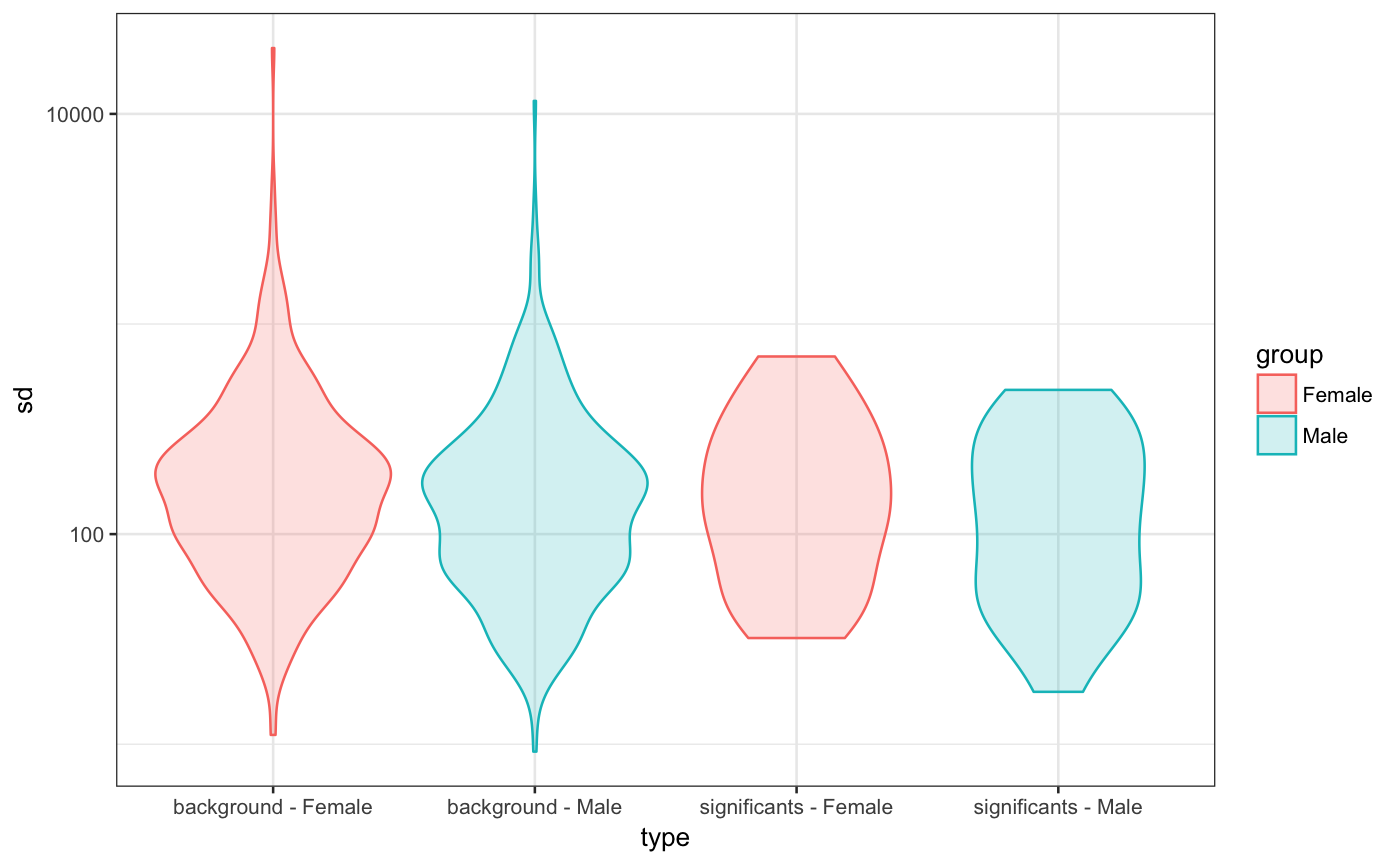 10000
100
sd
background - Female
background - Male
significants - Female
significants - Male
type
group
Female
Male